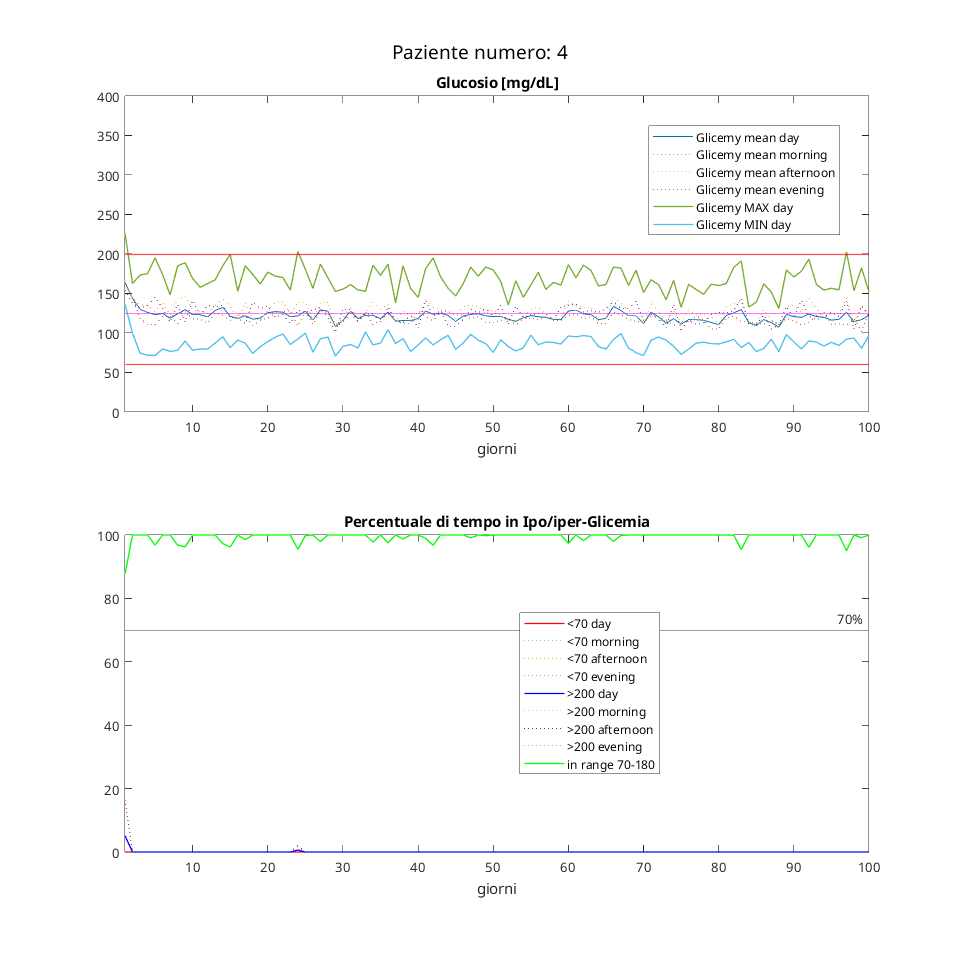 Paziente numero: 4
Glucosio [mg/dL]
400
350
300
250
200
150
100
50
0
Glicemy mean day
Glicemy mean morning
Glicemy mean afternoon
Glicemy mean evening
Glicemy MAX day
Glicemy MIN day
10 20 30 40 50 60 70 80 90 100
giorni
Percentuale di tempo in Ipo/iper-Glicemia
100
80
60
40
20
0
70%
<70 day
<70 morning
<70 afternoon
<70 evening
>200 day
>200 morning
>200 afternoon
>200 evening
in range 70-180
10 20 30 40 50 60 70 80 90 100
giorni